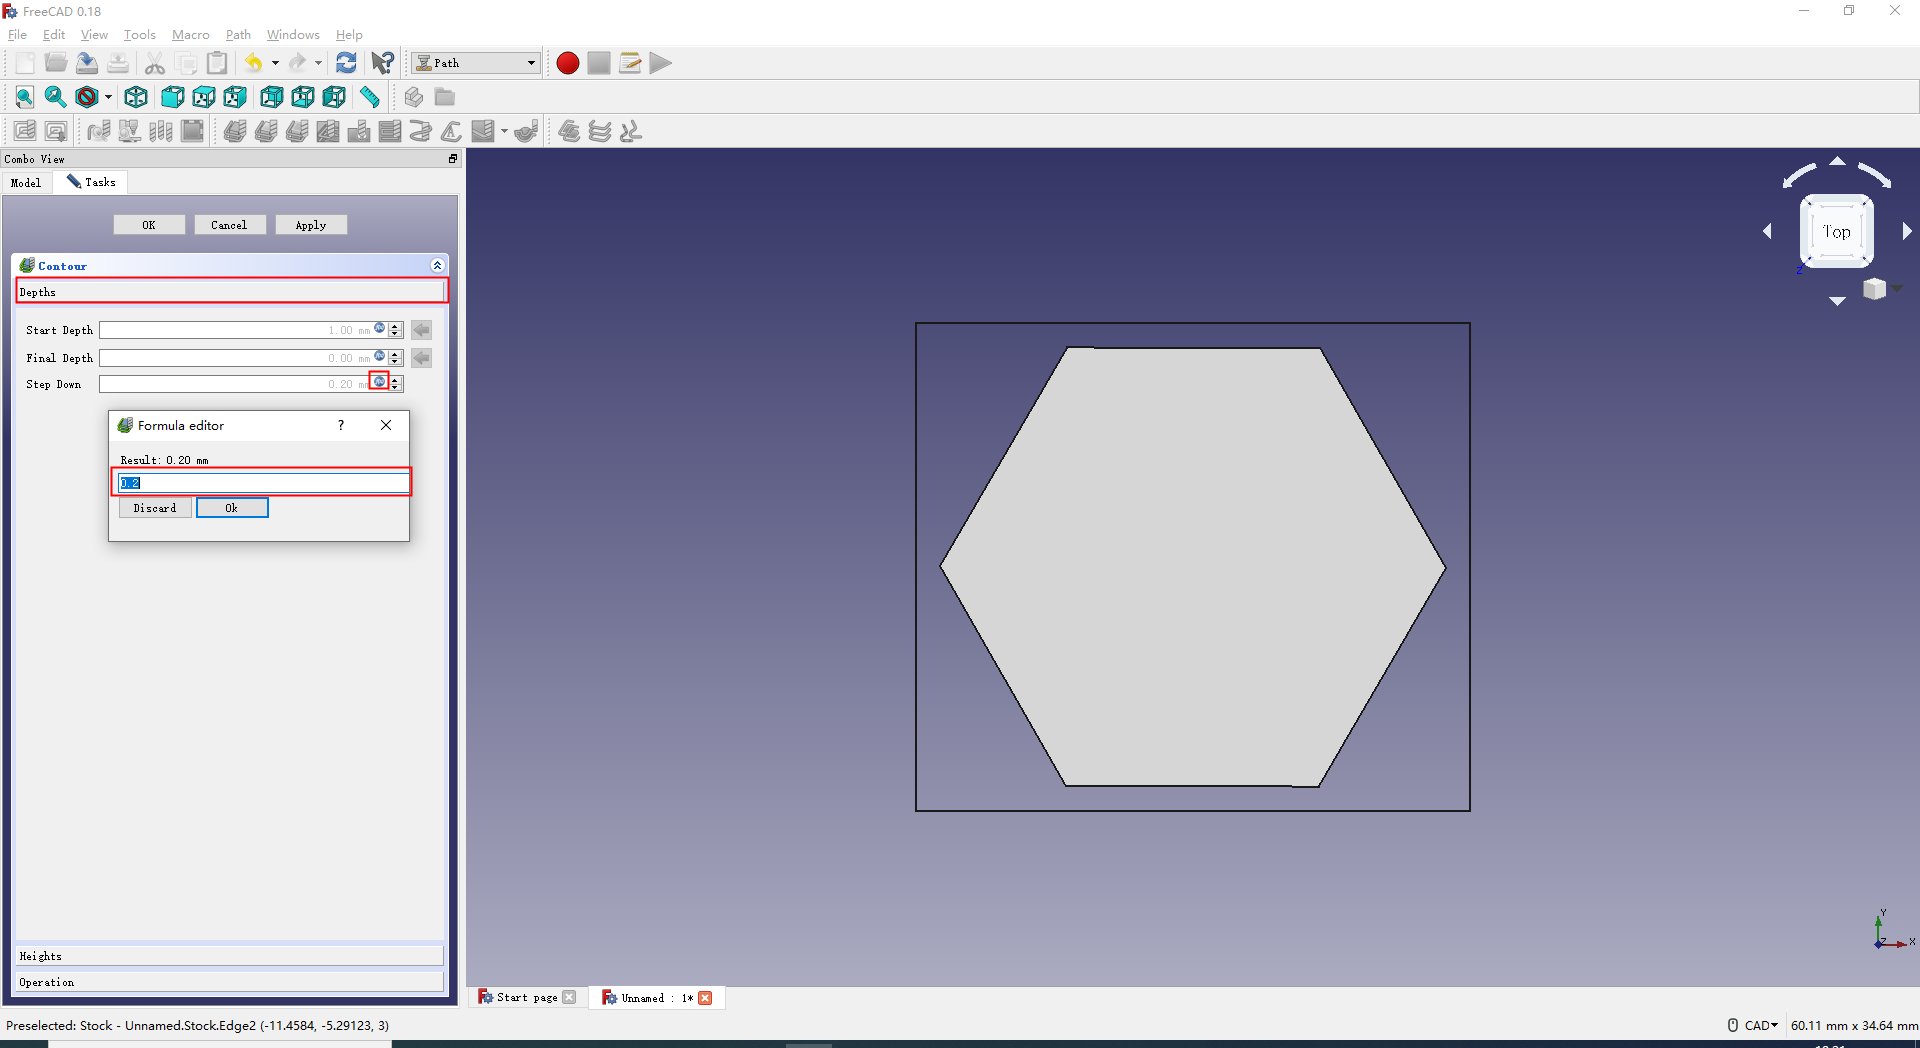 FreeCAD 0.18
File Edit View Tools Macro Path Windows Help
Path
Combo View
Model Tasks
OK Cancel Apply
Contour
Depths
Start Depth 1.00 mm
Final Depth 0.00 mm
Step Down 0.20 mm
Formula editor ?
Result: 0.20 mm
0.2
Discard Ok
Heights
Operation
Top
Z
Y
Z X
Start page Unnamed : 1*
Preselected: Stock - Unnamed.Stock.Edge2 (-11.4584, -5.29123, 3) CAD 60.11 mm x 34.64 mm